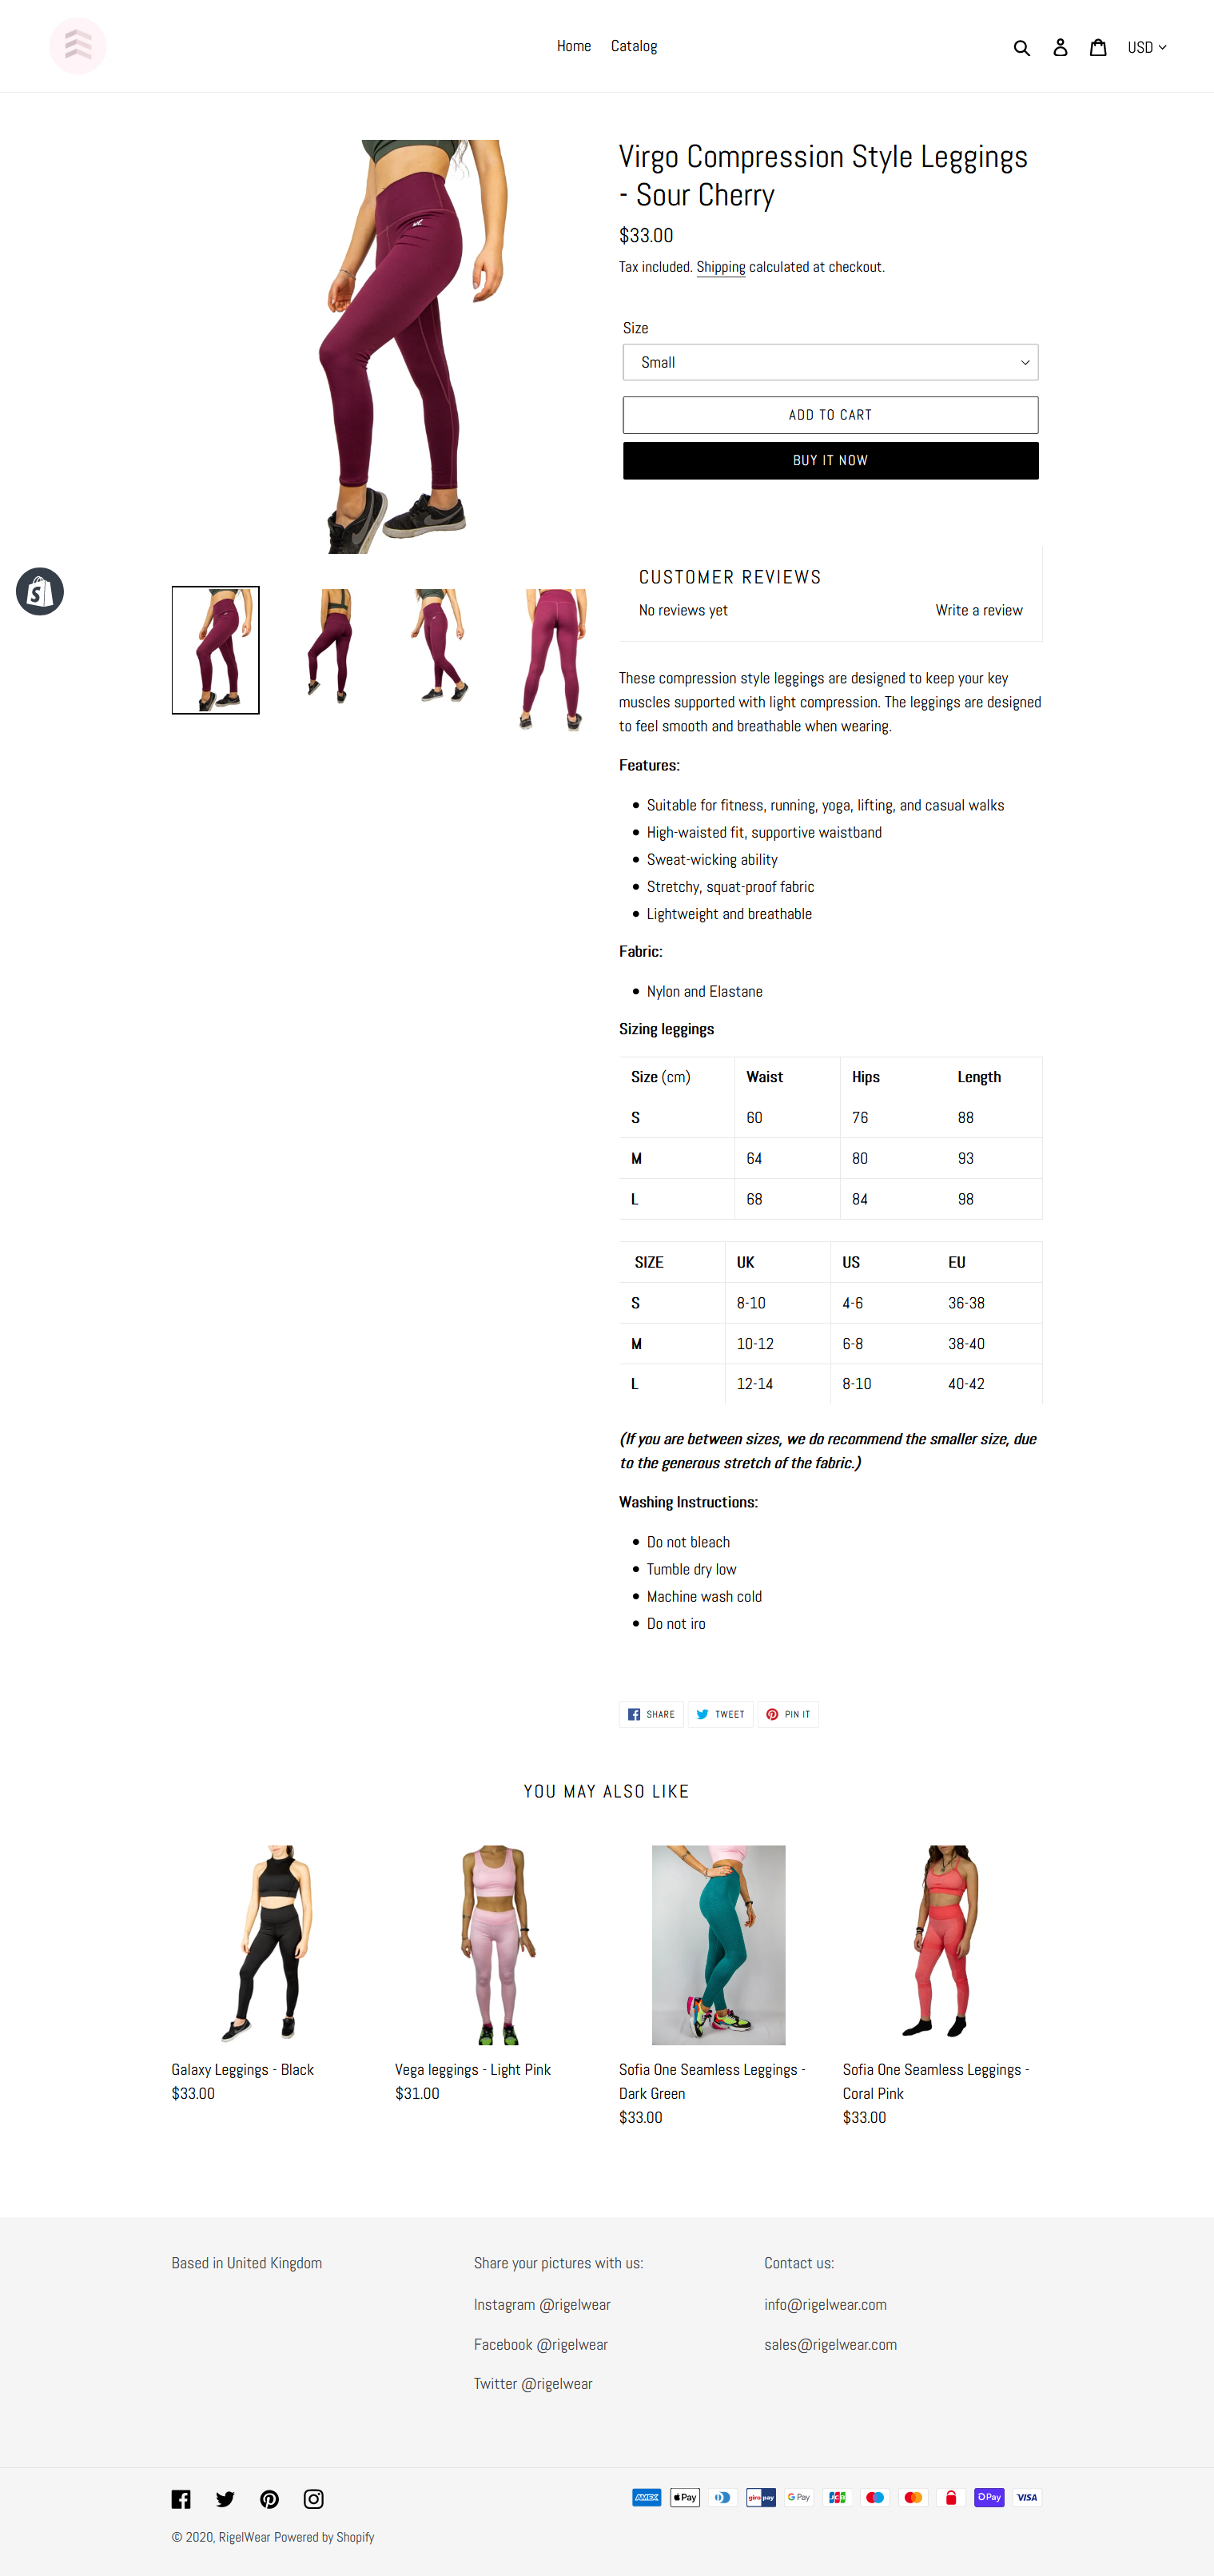 Home Catalog USD
Virgo Compression Style Leggings
- Sour Cherry
$33.00
Tax included. Shipping calculated at checkout.
Size
Small
ADD TO CART
BUY IT NOW
CUSTOMER REVIEWS
No reviews yet Write a review
These compression style leggings are designed to keep your key
muscles supported with light compression. The leggings are designed
to feel smooth and breathable when wearing.
Features:
Suitable for fitness, running, yoga, lifting, and casual walks
High-waisted fit, supportive waistband
Sweat-wicking ability
Stretchy, squat-proof fabric
Lightweight and breathable
Fabric:
Nylon and Elastane
Sizing leggings
Size (cm) Waist Hips Length
S 60 76 88
M 64 80 93
L 68 84 98
SIZE UK US EU
S 8-10 4-6 36-38
M 10-12 6-8 38-40
L 12-14 8-10 40-42
(If you are between sizes, we do recommend the smaller size, due
to the generous stretch of the fabric.)
Washing Instructions:
Do not bleach
Tumble dry low
Machine wash cold
Do not iro
SHARE TWEET PIN IT
YOU MAY ALSO LIKE
Galaxy Leggings - Black
$33.00
Vega leggings - Light Pink
$31.00
Sofia One Seamless Leggings -
Dark Green
$33.00
Sofia One Seamless Leggings -
Coral Pink
$33.00
Based in United Kingdom
Share your pictures with us:
Instagram @rigelwear
Facebook @rigelwear
Twitter @rigelwear
Contact us:
info@rigelwear.com
sales@rigelwear.com
AMEX Pay giro pay G Pay JCB Pay VISA
© 2020, RigelWear Powered by Shopify